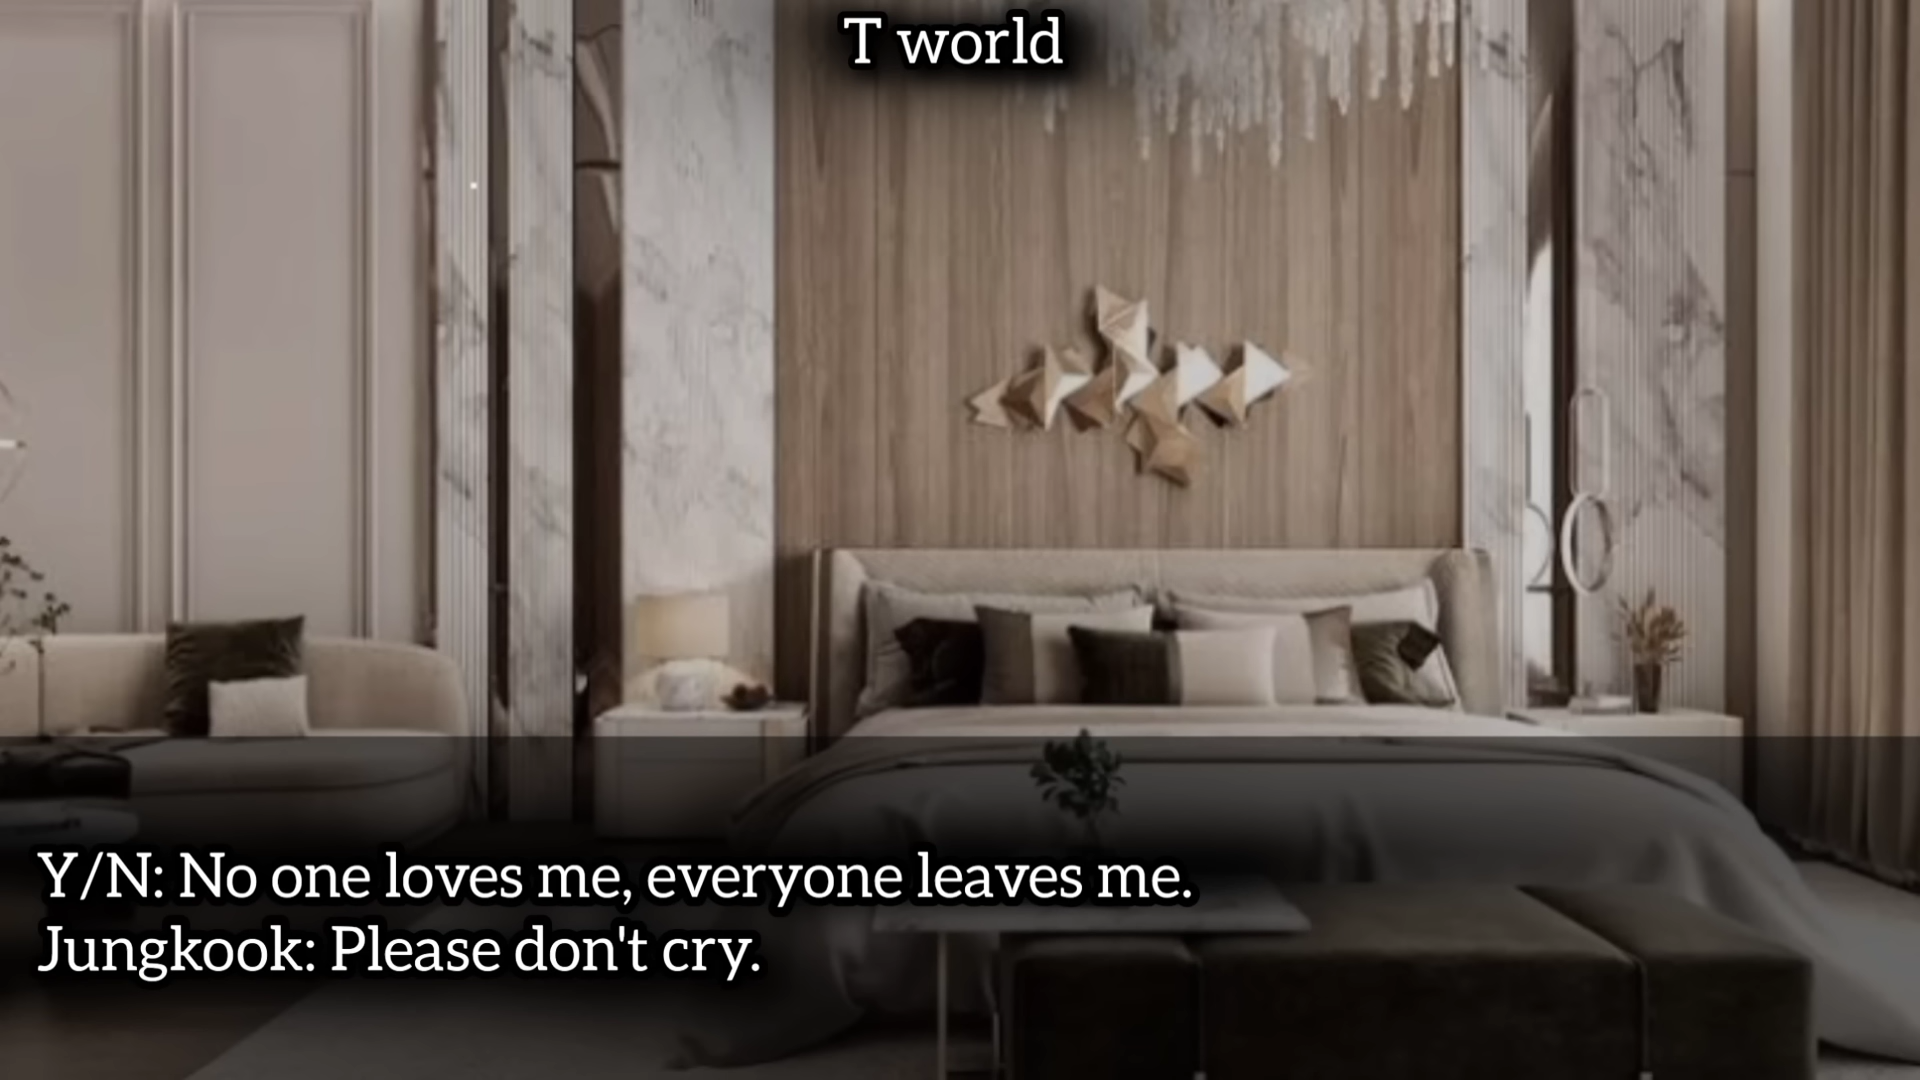 T world
Y/N: No one loves me, everyone leaves me.
Jungkook: Please don't cry.